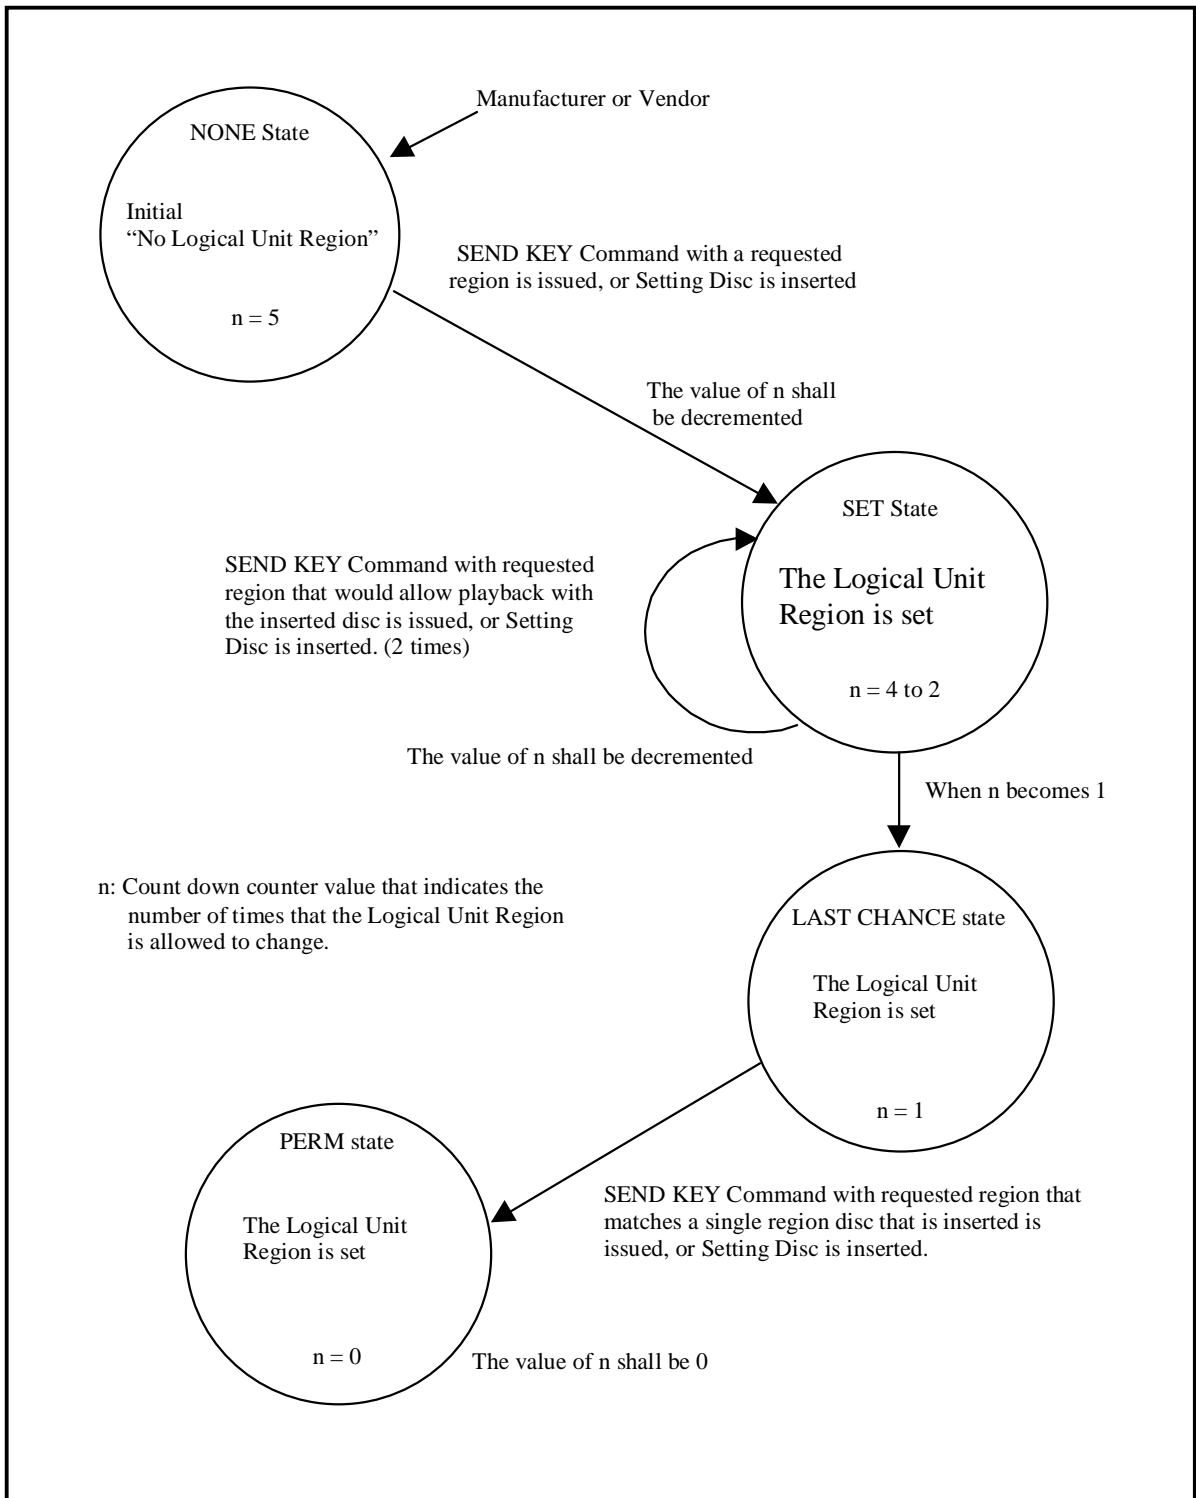 Manufacturer or Vendor
NONE State
Initial
“No Logical Unit Region”
n = 5
SEND KEY Command with a requested
region is issued, or Setting Disc is inserted
The value of n shall
be decremented
SET State
The Logical Unit
Region is set
n = 4 to 2
SEND KEY Command with requested
region that would allow playback with
the inserted disc is issued, or Setting
Disc is inserted. (2 times)
The value of n shall be decremented
When n becomes 1
n: Count down counter value that indicates the
number of times that the Logical Unit Region
is allowed to change.
LAST CHANCE state
The Logical Unit
Region is set
n = 1
PERM state
The Logical Unit
Region is set
n = 0
SEND KEY Command with requested region that
matches a single region disc that is inserted is
issued, or Setting Disc is inserted.
The value of n shall be 0